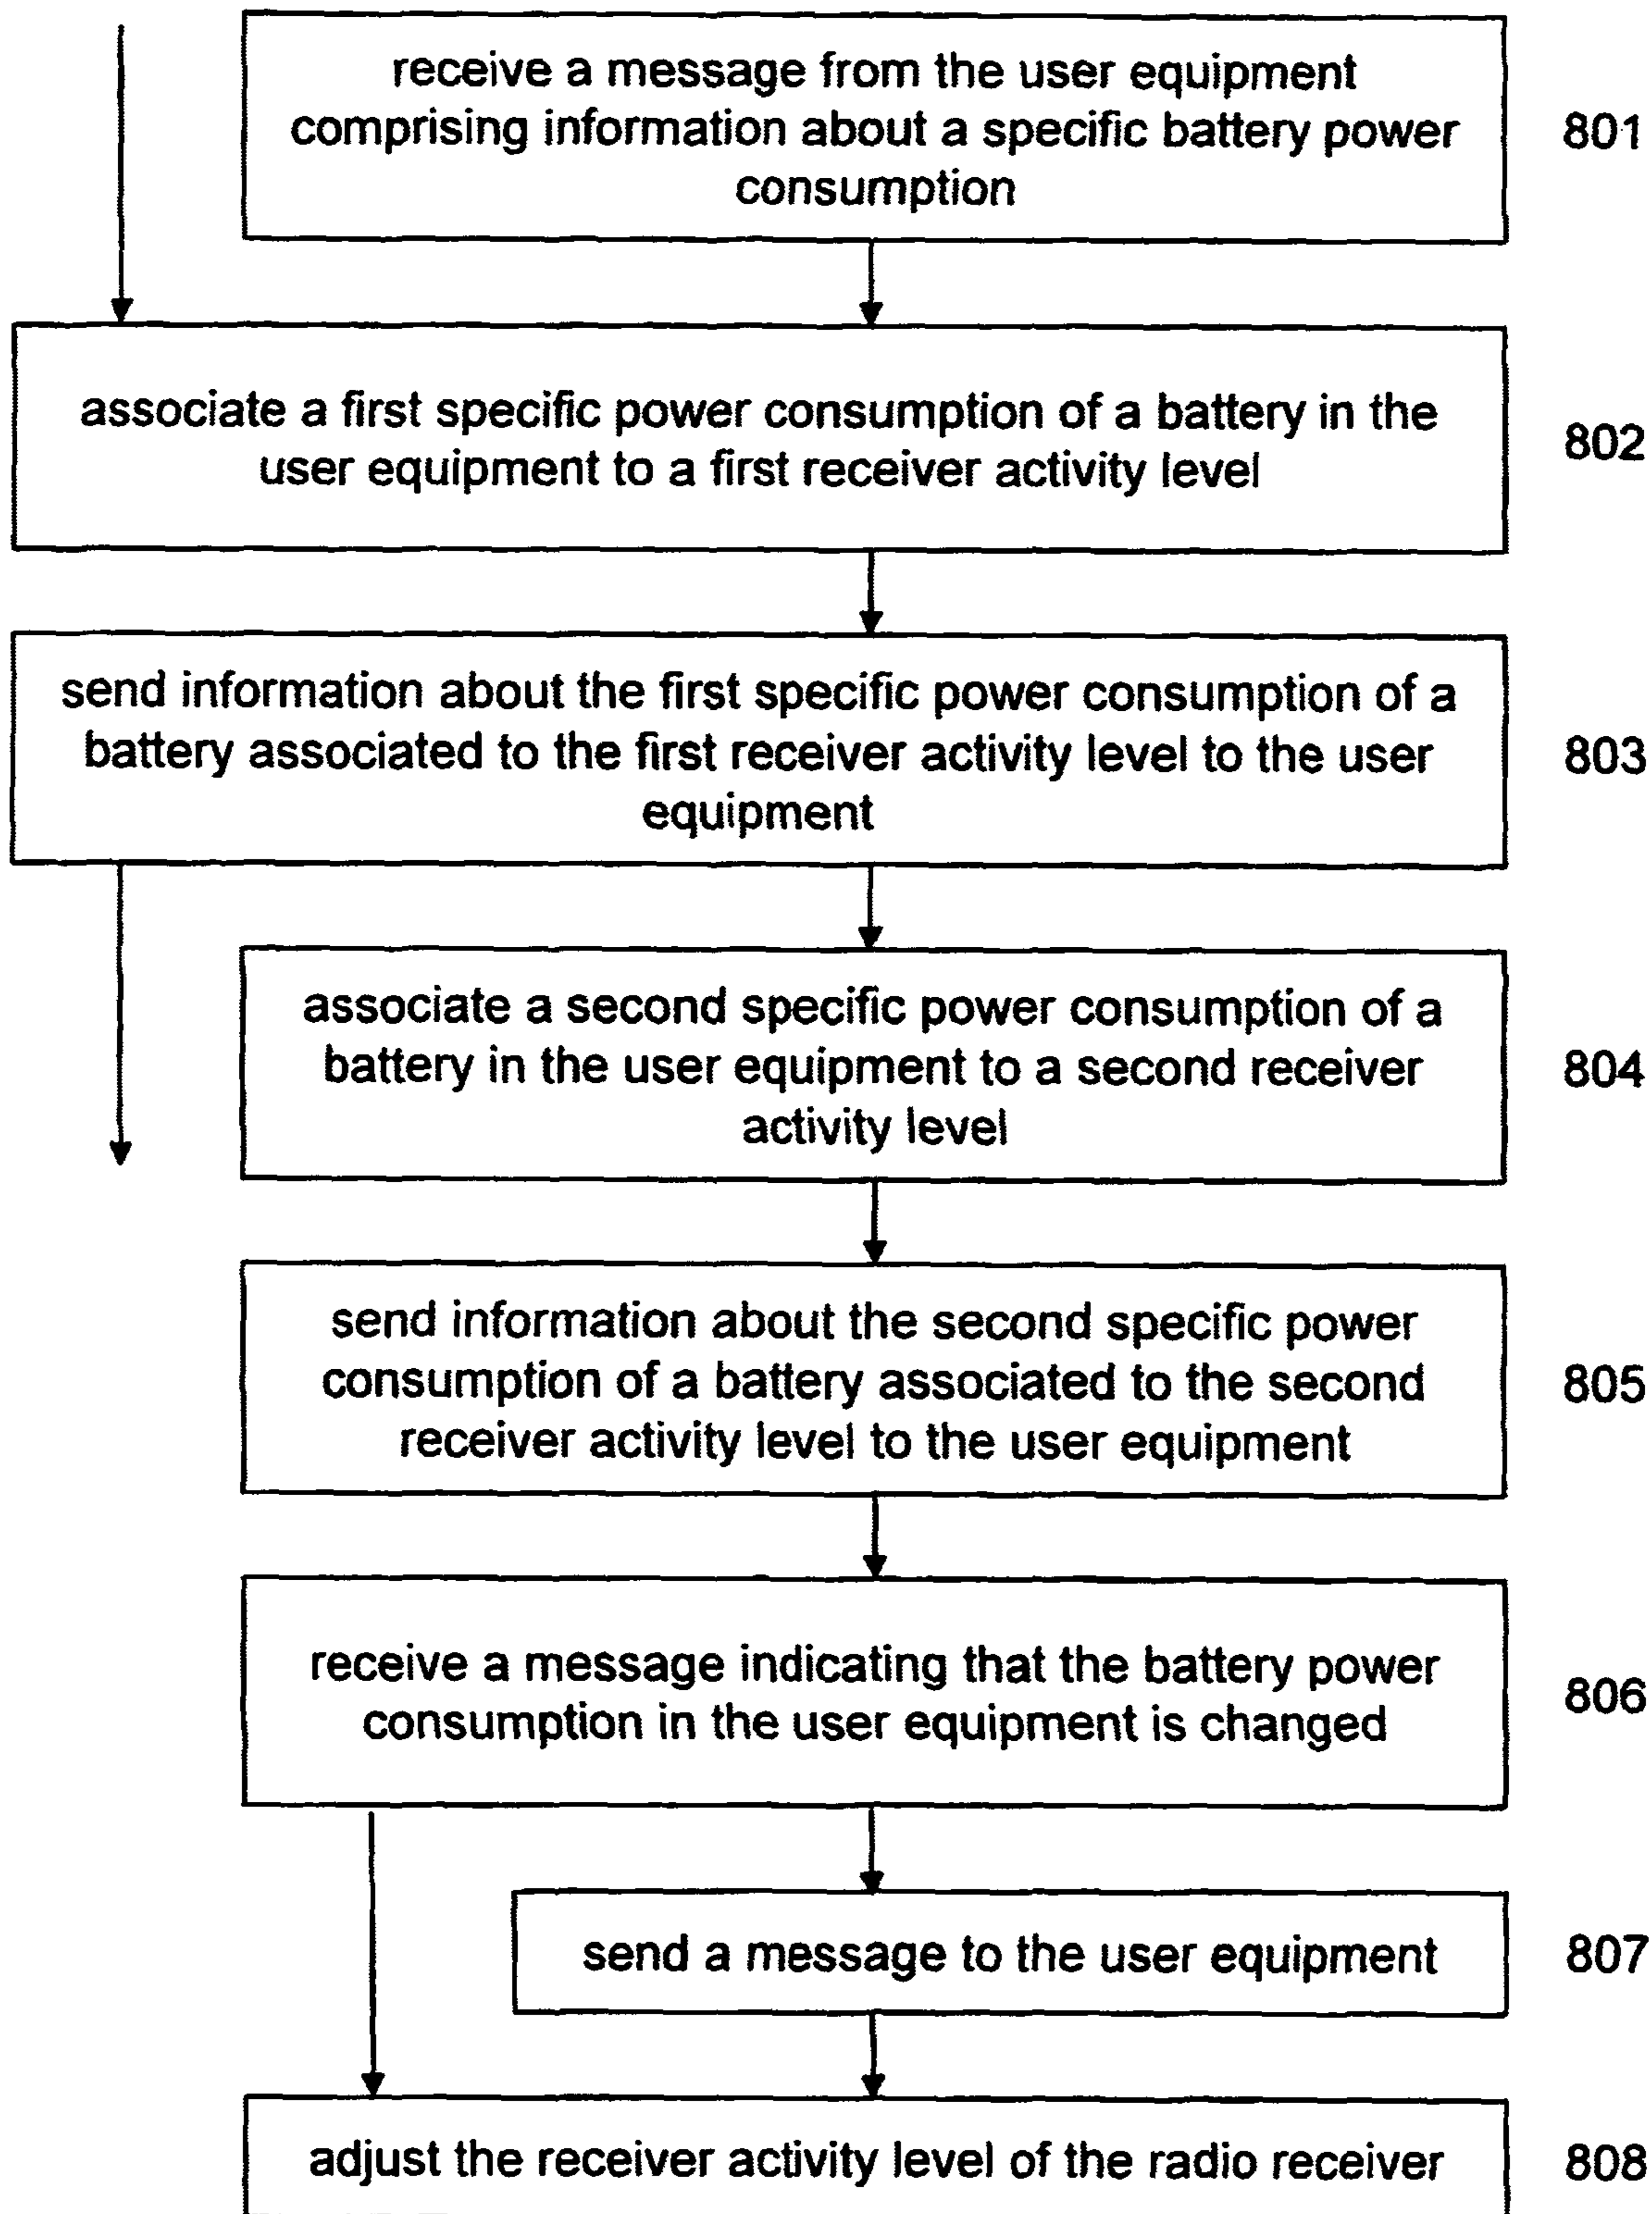 receive a message from the user equipment
comprising information about a specific battery power
consumption
801
associate a first specific power consumption of a battery in the
user equipment to a first receiver activity level
802
send information about the first specific power consumption of a
battery associated to the first receiver activity level to the user
equipment
803
associate a second specific power consumption of a
battery in the user equipment to a second receiver
activity level
804
send information about the second specific power
consumption of a battery associated to the second
receiver activity level to the user equipment
805
receive a message indicating that the battery power
consumption in the user equipment is changed
806
send a message to the user equipment
807
adjust the receiver activity level of the radio receiver
808